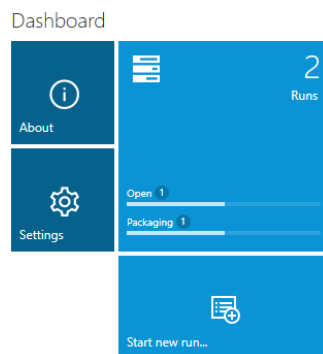 Dashboard
About
2
Runs
Open 1
Packaging 1
Settings
Start new run...